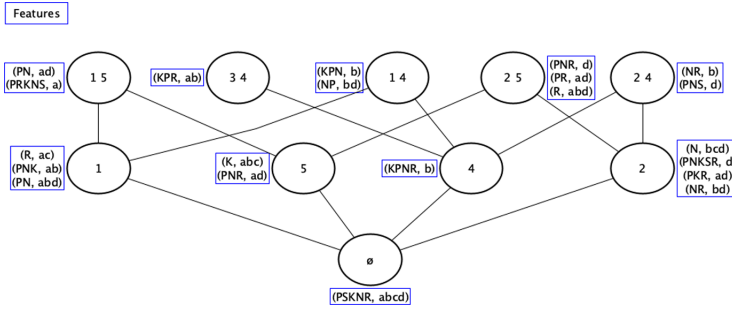 Features
(PN, ad)
(PRKNS, a)
1 5
(KPR, ab)
3 4
(KPN, b)
(NP, bd)
1 4
2 5
(PNR, d)
(PR, ad)
(R, abd)
2 4
(NR, b)
(PNS, d)
(R, ac)
(PNK, ab)
(PN, abd)
1
(K, abc)
(PNR, ad)
5
(KPNR, b)
4
2
(N, bcd)
(PNKSR, d
(PKR, ad)
(NR, bd)
ø
(PSKNR, abcd)